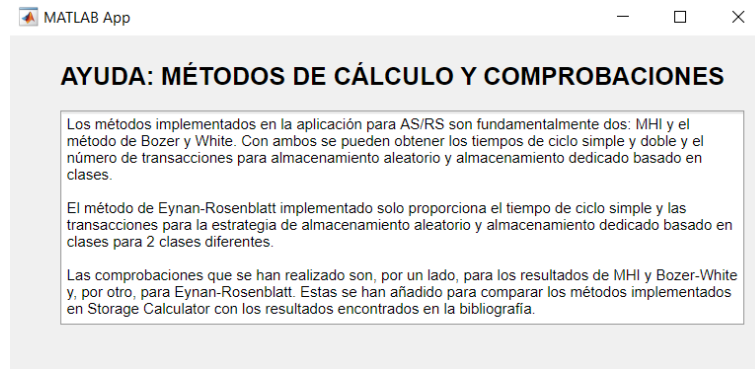 MATLAB App
AYUDA: MÉTODOS DE CÁLCULO Y COMPROBACIONES
Los métodos implementados en la aplicación para AS/RS son fundamentalmente dos: MHI y el
método de Bozer y White. Con ambos se pueden obtener los tiempos de ciclo simple y doble y el
número de transacciones para almacenamiento aleatorio y almacenamiento dedicado basado en
clases.
El método de Eynan-Rosenblatt implementado solo proporciona el tiempo de ciclo simple y las
transacciones para la estrategia de almacenamiento aleatorio y almacenamiento dedicado basado en
clases para 2 clases diferentes.
Las comprobaciones que se han realizado son, por un lado, para los resultados de MHI y Bozer-White
y, por otro, para Eynan-Rosenblatt. Estas se han añadido para comparar los métodos implementados
en Storage Calculator con los resultados encontrados en la bibliografía.